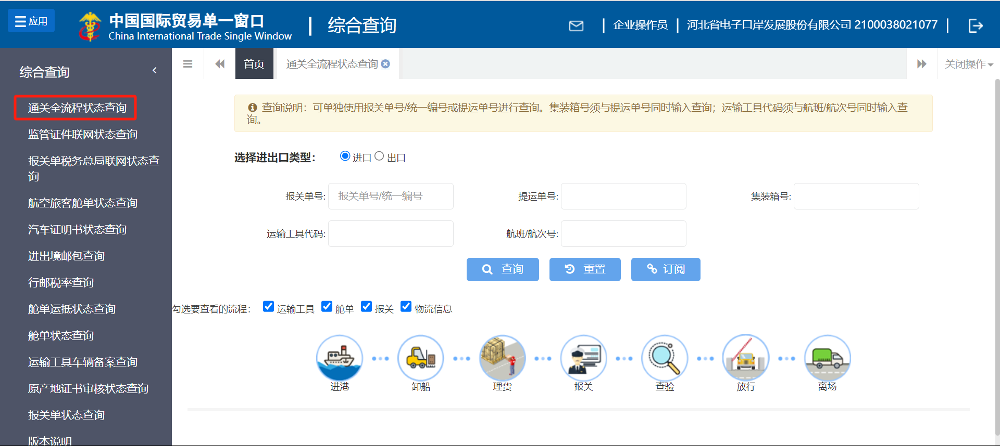 应用
中国国际贸易单一窗口
China International Trade Single Window
综合查询
企业操作员
河北省电子口岸发展股份有限公司 2100038021077
综合查询
首页
通关全流程状态查询
关闭操作
通关全流程状态查询
监管证件联网状态查询
报关单税务总局联网状态查
询
航空旅客舱单状态查询
汽车证明书状态查询
进出境邮包查询
行邮税率查询
舱单运抵状态查询
舱单状态查询
运输工具车辆备案查询
原产地证书审核状态查询
报关单状态查询
版本说明
查询说明：可单独使用报关单号/统一编号或提运单号进行查询。集装箱号须与提运单号同时输入查询；运输工具代码须与航班/航次号同时输入查
询。
选择进出口类型：
进口
出口
报关单号:
报关单号/统一编号
提运单号:
集装箱号:
运输工具代码:
航班/航次号:
查询
重置
订阅
勾选要查看的流程：
运输工具
舱单
报关
物流信息
进港
卸船
理货
报关
查验
放行
离场